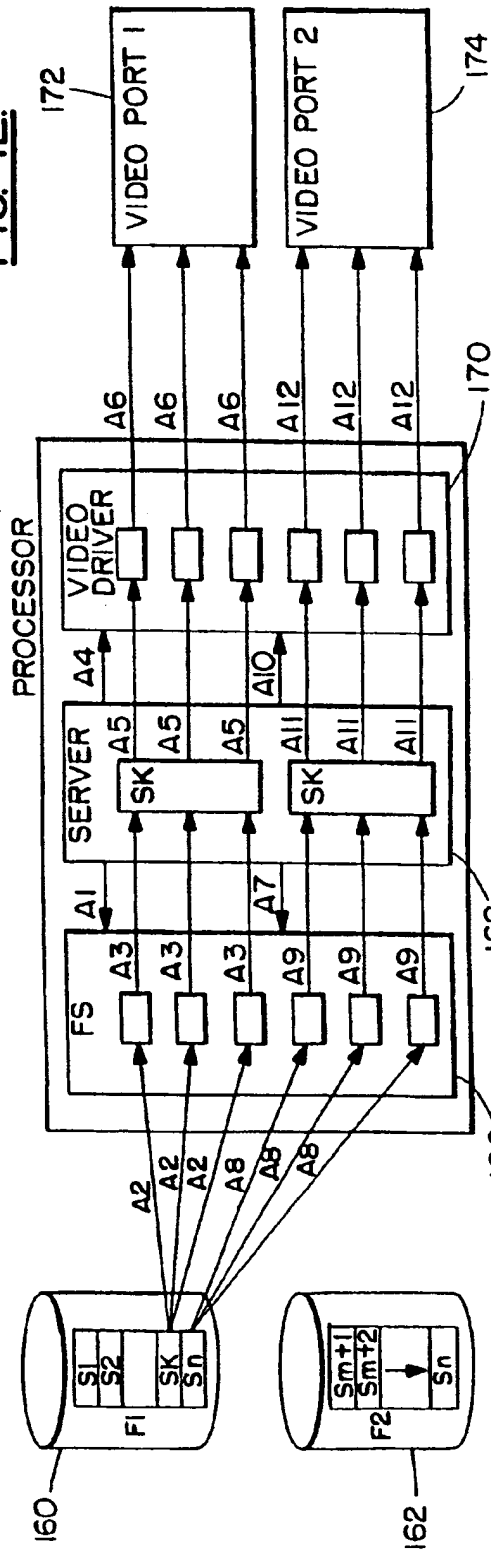 PROCESSOR
172
160
S1
S2
F1
SK
Sn
A2
A2
A2
A8
A8
A8
FS
A3
A3
A3
A9
A9
A9
A1
A7
SERVER
SK
SK
A5
A5
A5
A11
A11
A11
A4
A10
VIDEO
DRIVER
A6
A6
A6
A12
A12
A12
VIDEO PORT 1
VIDEO PORT 2
174
170
162
Sm+1
Sm+2
F2
Sn